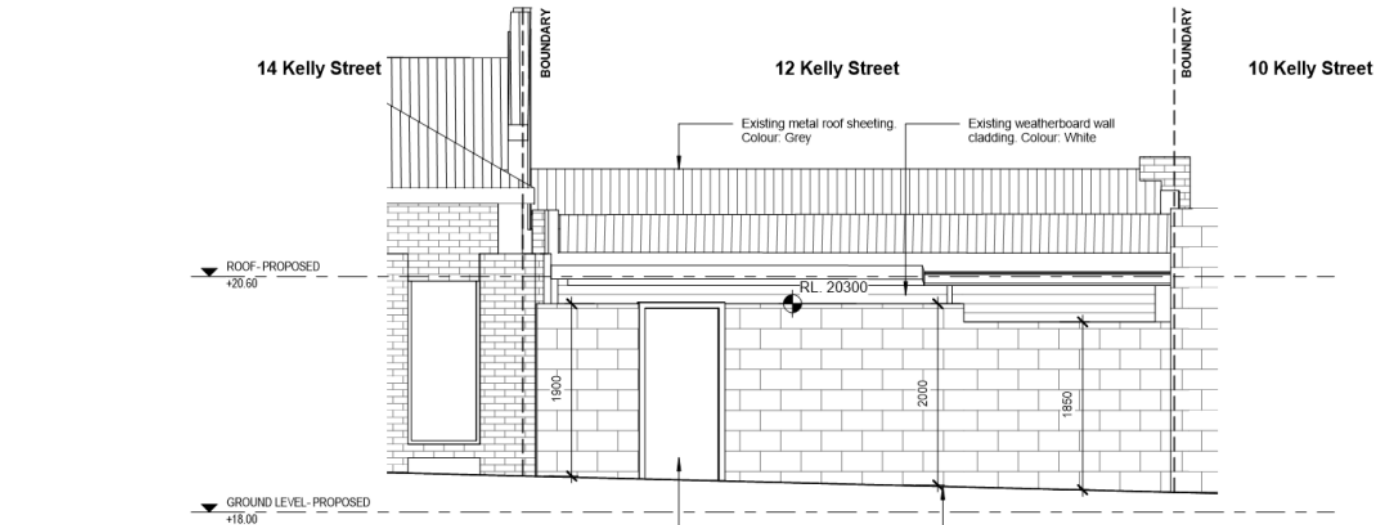 BOUNDARY
BOUNDARY
14 Kelly Street
12 Kelly Street
10 Kelly Street
Existing metal roof sheeting.
Colour: Grey
Existing weatherboard wall
cladding. Colour: White
ROOF- PROPOSED
+20.60
RL. 20300
1900
2000
1850
GROUND LEVEL- PROPOSED
+18.00